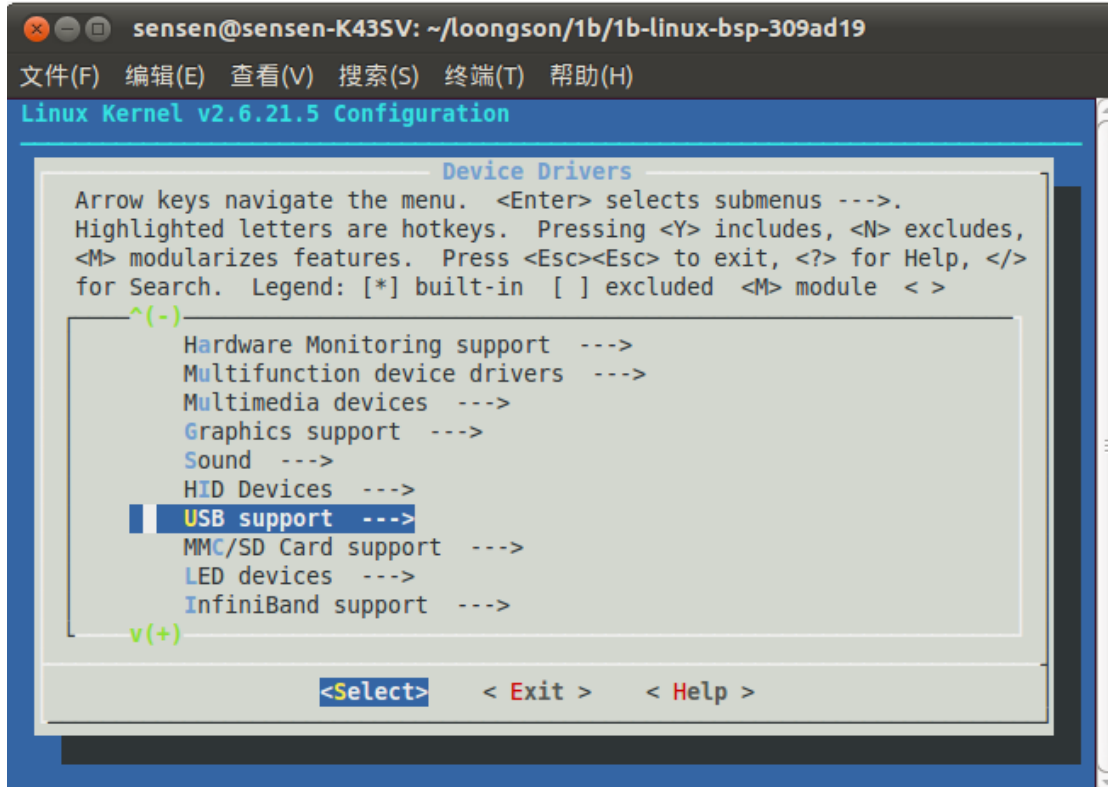 sensen@sensen-K43SV: ~/loongson/1b/1b-linux-bsp-309ad19
文件(F) 编辑(E) 查看(V) 搜索(S) 终端(T) 帮助(H)
Linux Kernel v2.6.21.5 Configuration
Device Drivers
Arrow keys navigate the menu.  <Enter> selects submenus --->.
Highlighted letters are hotkeys.  Pressing <Y> includes, <N> excludes,
<M> modularizes features.  Press <Esc><Esc> to exit, <?> for Help, </>
for Search.  Legend: [*] built-in  [ ] excluded  <M> module  < >
^(-)
Hardware Monitoring support  --->
Multifunction device drivers  --->
Multimedia devices  --->
Graphics support  --->
Sound  --->
HID Devices  --->
USB support  --->
MMC/SD Card support  --->
LED devices  --->
InfiniBand support  --->
v(+)
<Select>    < Exit >    < Help >